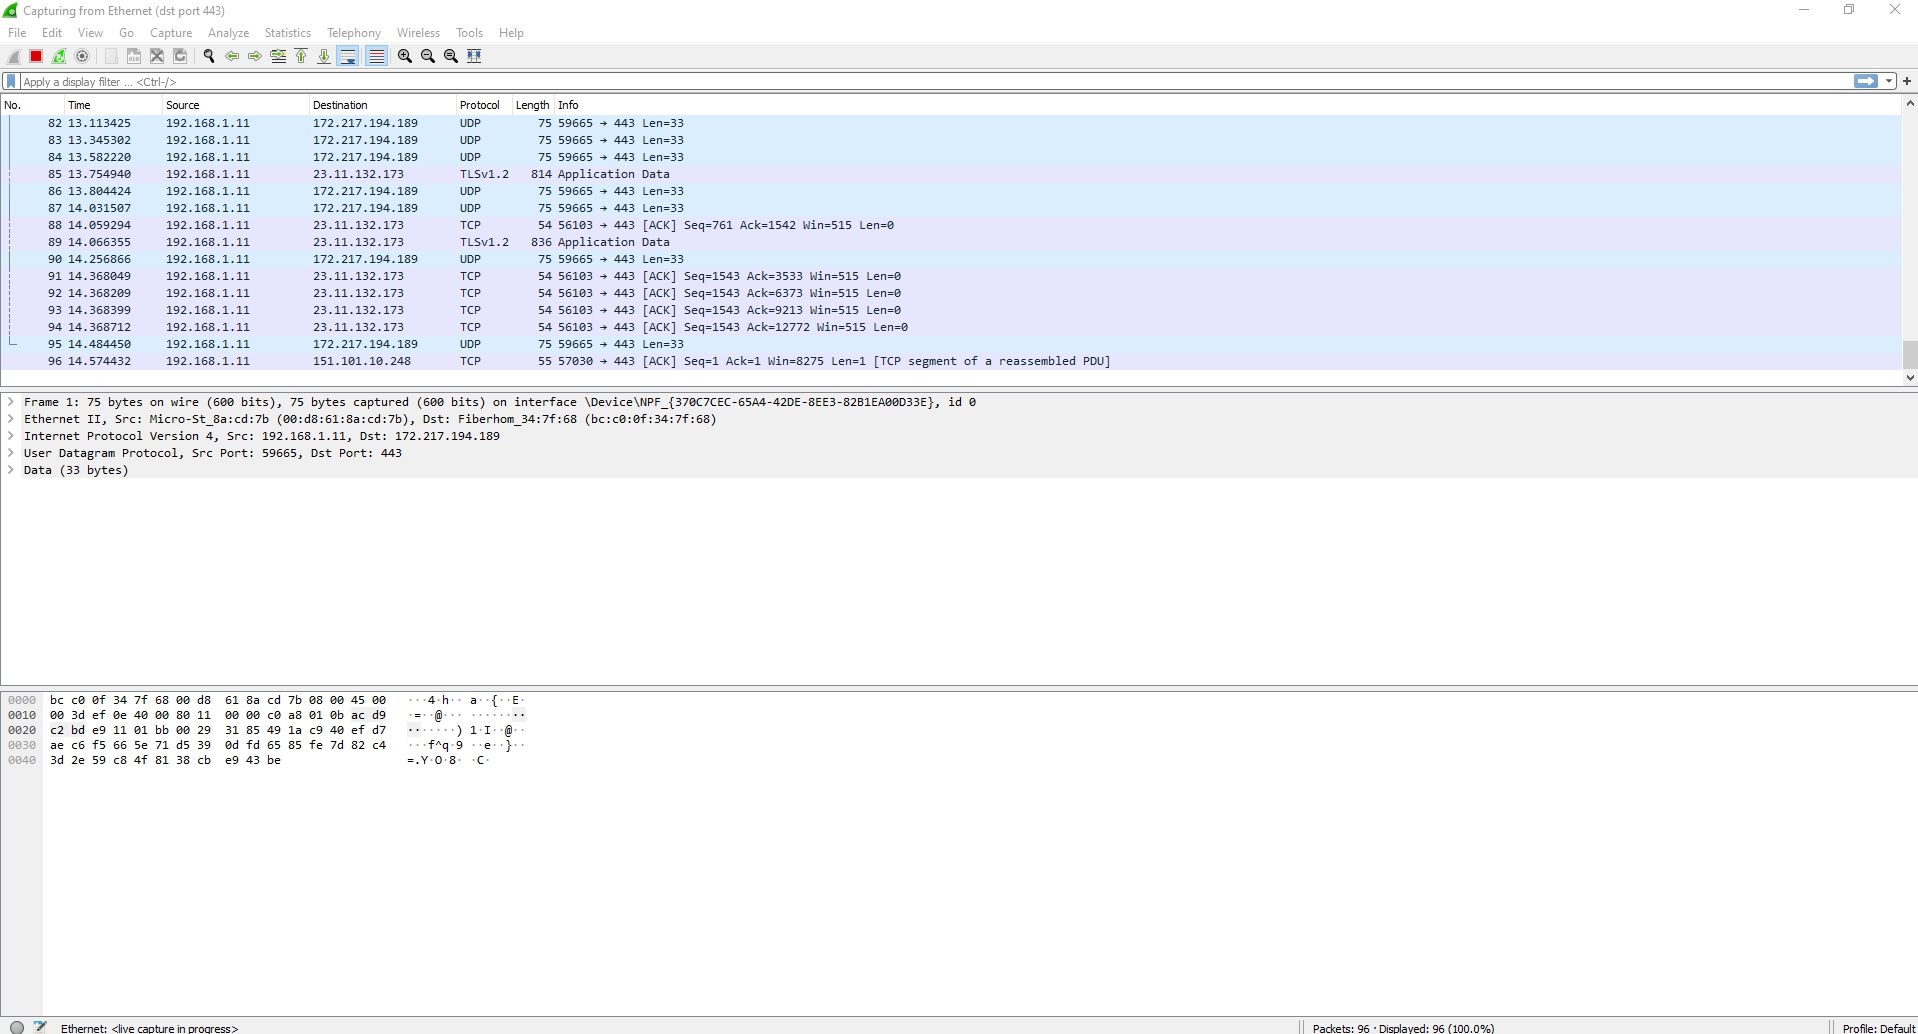 Capturing from Ethernet (dst port 443)
File Edit View Go Capture Analyze Statistics Telephony Wireless Tools Help
Apply a display filter ... <Ctrl-/>
No. Time Source Destination Protocol Length Info
82 13.113425 192.168.1.11 172.217.194.189 UDP 75 59665 → 443 Len=33
83 13.345302 192.168.1.11 172.217.194.189 UDP 75 59665 → 443 Len=33
84 13.582220 192.168.1.11 172.217.194.189 UDP 75 59665 → 443 Len=33
85 13.754940 192.168.1.11 23.11.132.173 TLSv1.2 814 Application Data
86 13.804424 192.168.1.11 172.217.194.189 UDP 75 59665 → 443 Len=33
87 14.031507 192.168.1.11 172.217.194.189 UDP 75 59665 → 443 Len=33
88 14.059294 192.168.1.11 23.11.132.173 TCP 54 56103 → 443 [ACK] Seq=761 Ack=1542 Win=515 Len=0
89 14.066355 192.168.1.11 23.11.132.173 TLSv1.2 836 Application Data
90 14.256866 192.168.1.11 172.217.194.189 UDP 75 59665 → 443 Len=33
91 14.368049 192.168.1.11 23.11.132.173 TCP 54 56103 → 443 [ACK] Seq=1543 Ack=3533 Win=515 Len=0
92 14.368209 192.168.1.11 23.11.132.173 TCP 54 56103 → 443 [ACK] Seq=1543 Ack=6373 Win=515 Len=0
93 14.368399 192.168.1.11 23.11.132.173 TCP 54 56103 → 443 [ACK] Seq=1543 Ack=9213 Win=515 Len=0
94 14.368712 192.168.1.11 23.11.132.173 TCP 54 56103 → 443 [ACK] Seq=1543 Ack=12772 Win=515 Len=0
95 14.484450 192.168.1.11 172.217.194.189 UDP 75 59665 → 443 Len=33
96 14.574432 192.168.1.11 151.101.10.248 TCP 55 57030 → 443 [ACK] Seq=1 Ack=1 Win=8275 Len=1 [TCP segment of a reassembled PDU]
Frame 1: 75 bytes on wire (600 bits), 75 bytes captured (600 bits) on interface \Device\NPF_{370C7CEC-65A4-42DE-8EE3-82B1EA00D33E}, id 0
Ethernet II, Src: Micro-St_8a:cd:7b (00:d8:61:8a:cd:7b), Dst: Fiberhom_34:7f:68 (bc:c0:0f:34:7f:68)
Internet Protocol Version 4, Src: 192.168.1.11, Dst: 172.217.194.189
User Datagram Protocol, Src Port: 59665, Dst Port: 443
Data (33 bytes)
0000 bc c0 0f 34 7f 68 00 d8 61 8a cd 7b 08 00 45 00 ···4·h·· a··{··E·
0010 00 3d ef 0e 40 00 80 11 00 00 c0 a8 01 0b ac d9 ·=··@··· ········
0020 c2 bd e9 11 01 bb 00 29 31 85 49 1a c9 40 ef d7 ·······) 1·I··@··
0030 ae c6 f5 66 5e 71 d5 39 0d fd 65 85 fe 7d 82 c4 ···f^q·9 ··e··}··
0040 3d 2e 59 c8 4f 81 38 cb e9 43 be =.Y·O·8· ·C·
Ethernet: <live capture in progress> Packets: 96 · Displayed: 96 (100.0%) Profile: Default